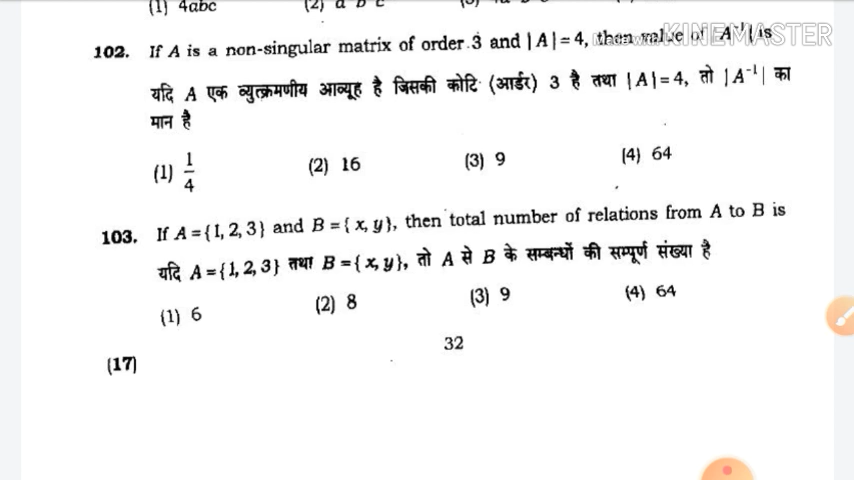 (1) 4abc
(2) a b c
102. If A is a non-singular matrix of order 3 and |A| = 4, then value of |A⁻¹| is
KINEMASTER
यदि A एक व्युत्क्रमणीय आव्यूह है जिसकी कोटि (आर्डर) 3 है तथा |A| = 4, तो |A⁻¹| का
मान है
(1) 1/4 (2) 16 (3) 9 (4) 64
103. If A = {1, 2, 3} and B = { x, y}, then total number of relations from A to B is
यदि A = {1, 2, 3} तथा B = {x, y}, तो A से B के सम्बन्धों की सम्पूर्ण संख्या है
(1) 6 (2) 8 (3) 9 (4) 64
32
(17)